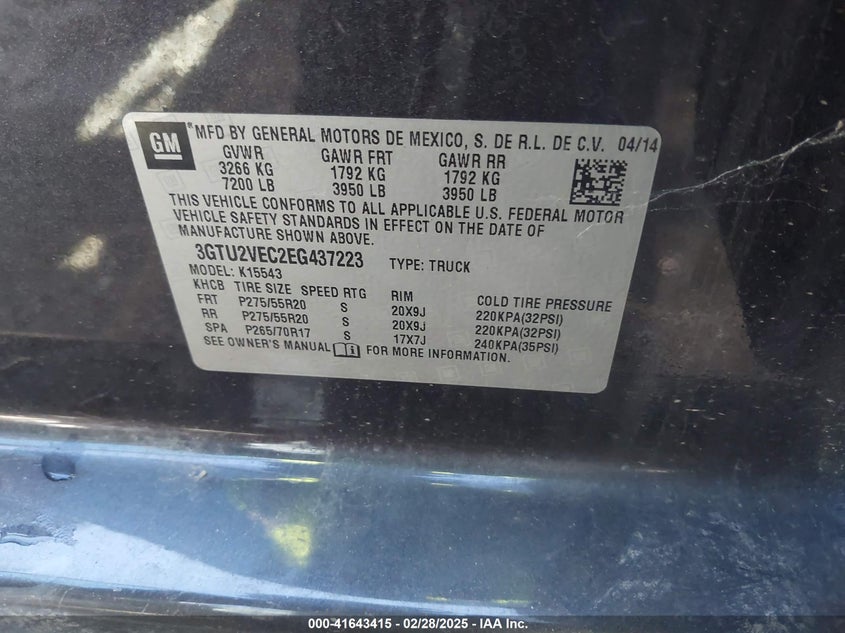 GM ®MFD BY GENERAL MOTORS DE MEXICO, S. DE R.L. DE C.V. 04/14
GVWR GAWR FRT GAWR RR
3266 KG 1792 KG 1792 KG
7200 LB 3950 LB 3950 LB
THIS VEHICLE CONFORMS TO ALL APPLICABLE U.S. FEDERAL MOTOR
VEHICLE SAFETY STANDARDS IN EFFECT ON THE DATE OF
MANUFACTURE SHOWN ABOVE.
3GTU2VEC2EG437223 TYPE: TRUCK
MODEL: K15543
KHCB TIRE SIZE SPEED RTG RIM COLD TIRE PRESSURE
FRT P275/55R20 S 20X9J 220KPA(32PSI)
RR P275/55R20 S 20X9J 220KPA(32PSI)
SPA P265/70R17 S 17X7J 240KPA(35PSI)
SEE OWNER'S MANUAL FOR MORE INFORMATION.
000-41643415 - 02/28/2025 - IAA Inc.